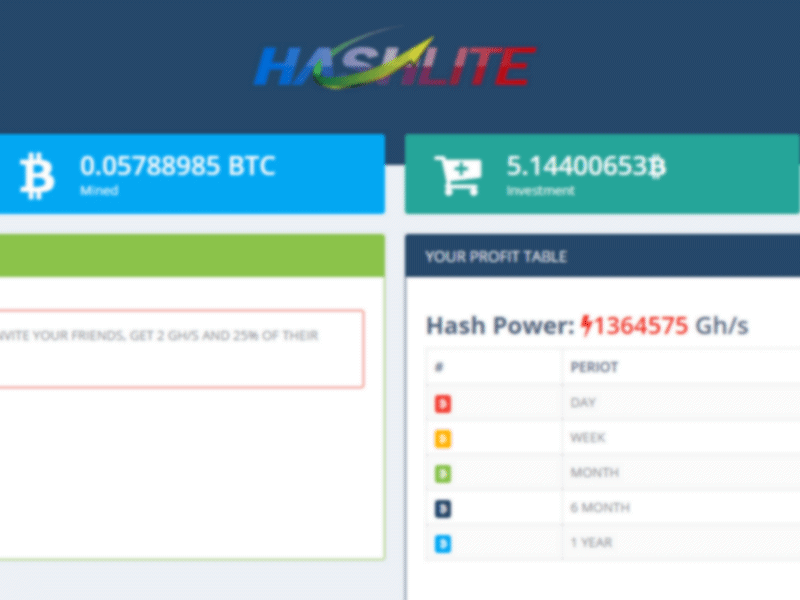 HASHLITE
0.05788985 BTC
Mined
5.14400653฿
Investment
YOUR PROFIT TABLE
VITE YOUR FRIENDS, GET 2 GH/S AND 25% OF THEIR
Hash Power: 1364575 Gh/s
# PERIOT
DAY
WEEK
MONTH
6 MONTH
1 YEAR